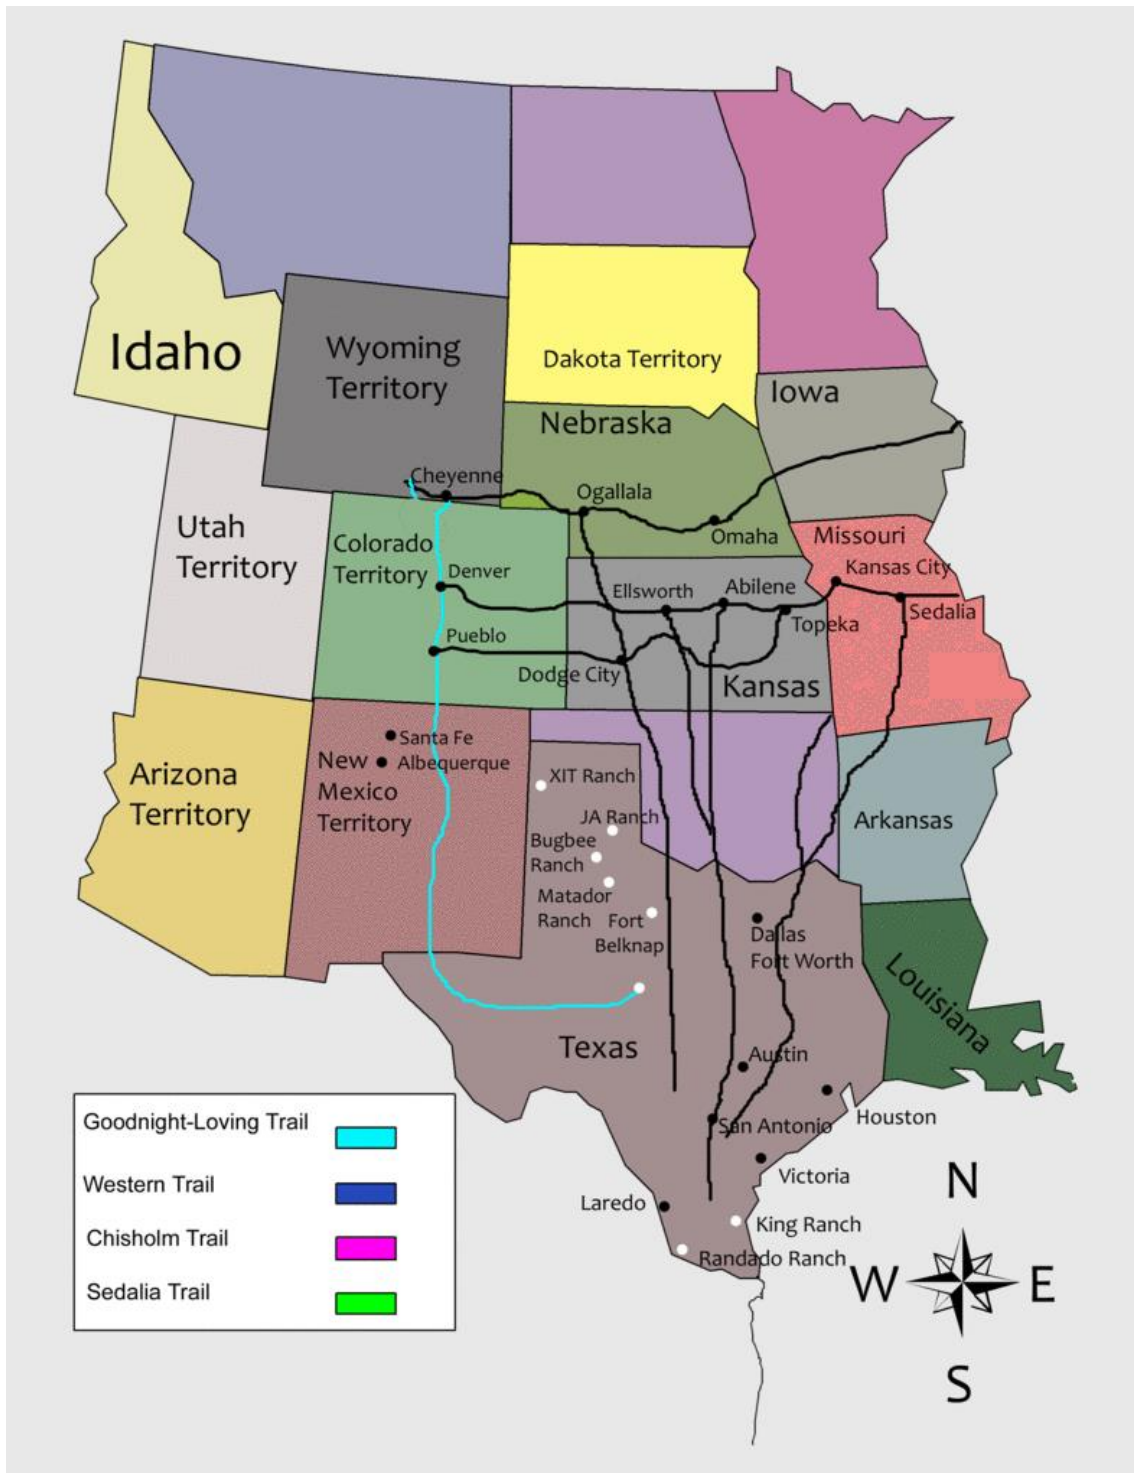 Idaho
Wyoming
Territory
Dakota Territory
Iowa
Nebraska
Cheyenne
Ogallala
Omaha
Utah
Territory
Colorado
Territory
Denver
Pueblo
Missouri
Kansas City
Sedalia
Ellsworth
Abilene
Topeka
Dodge City
Kansas
Arizona
Territory
Santa Fe
Albequerque
New
Mexico
Territory
XIT Ranch
JA Ranch
Bugbee
Ranch
Matador
Ranch
Fort
Belknap
Arkansas
Dallas
Fort Worth
Louisiana
Texas
Austin
San Antonio
Houston
Victoria
Laredo
King Ranch
Randado Ranch
Goodnight-Loving Trail
Western Trail
Chisholm Trail
Sedalia Trail
N
W
E
S